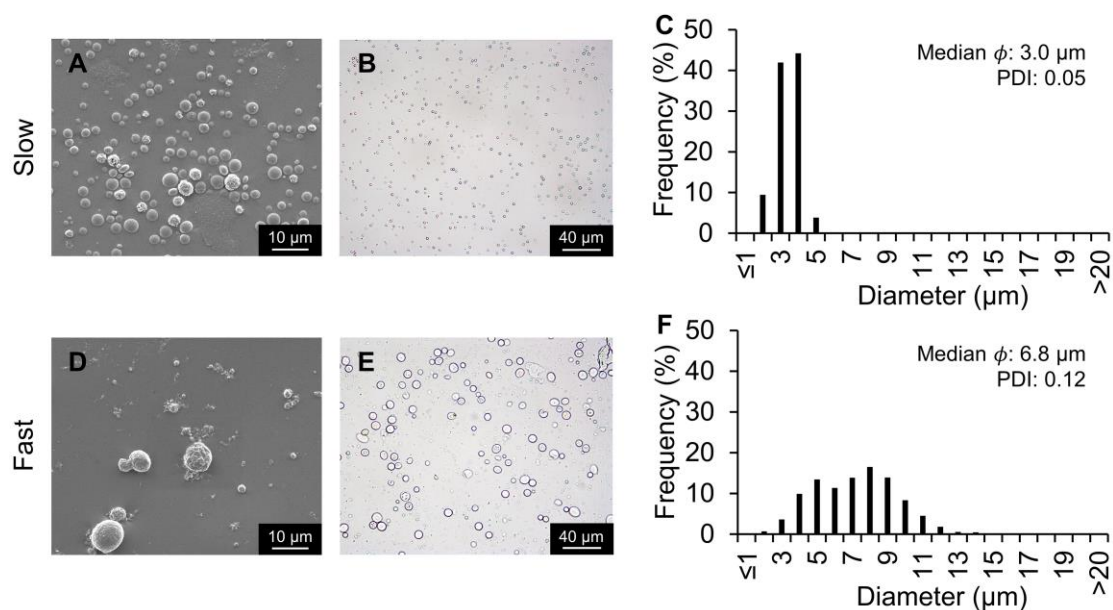 Slow
A
10 µm
B
40 µm
C
Frequency (%)
50
40
30
20
10
0
Median ϕ: 3.0 µm
PDI: 0.05
≤1 3 5 7 9 11 13 15 17 19 >20
Diameter (µm)
Fast
D
10 µm
E
40 µm
F
Frequency (%)
50
40
30
20
10
0
Median ϕ: 6.8 µm
PDI: 0.12
≤1 3 5 7 9 11 13 15 17 19 >20
Diameter (µm)